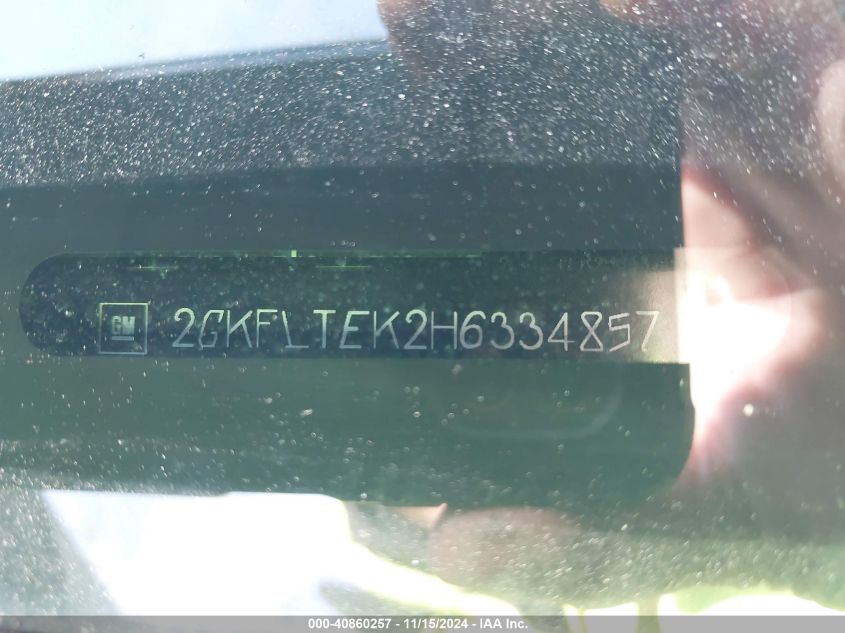 GM 2GKFLTEK2H6334857
000-40860257 - 11/15/2024 - IAA Inc.